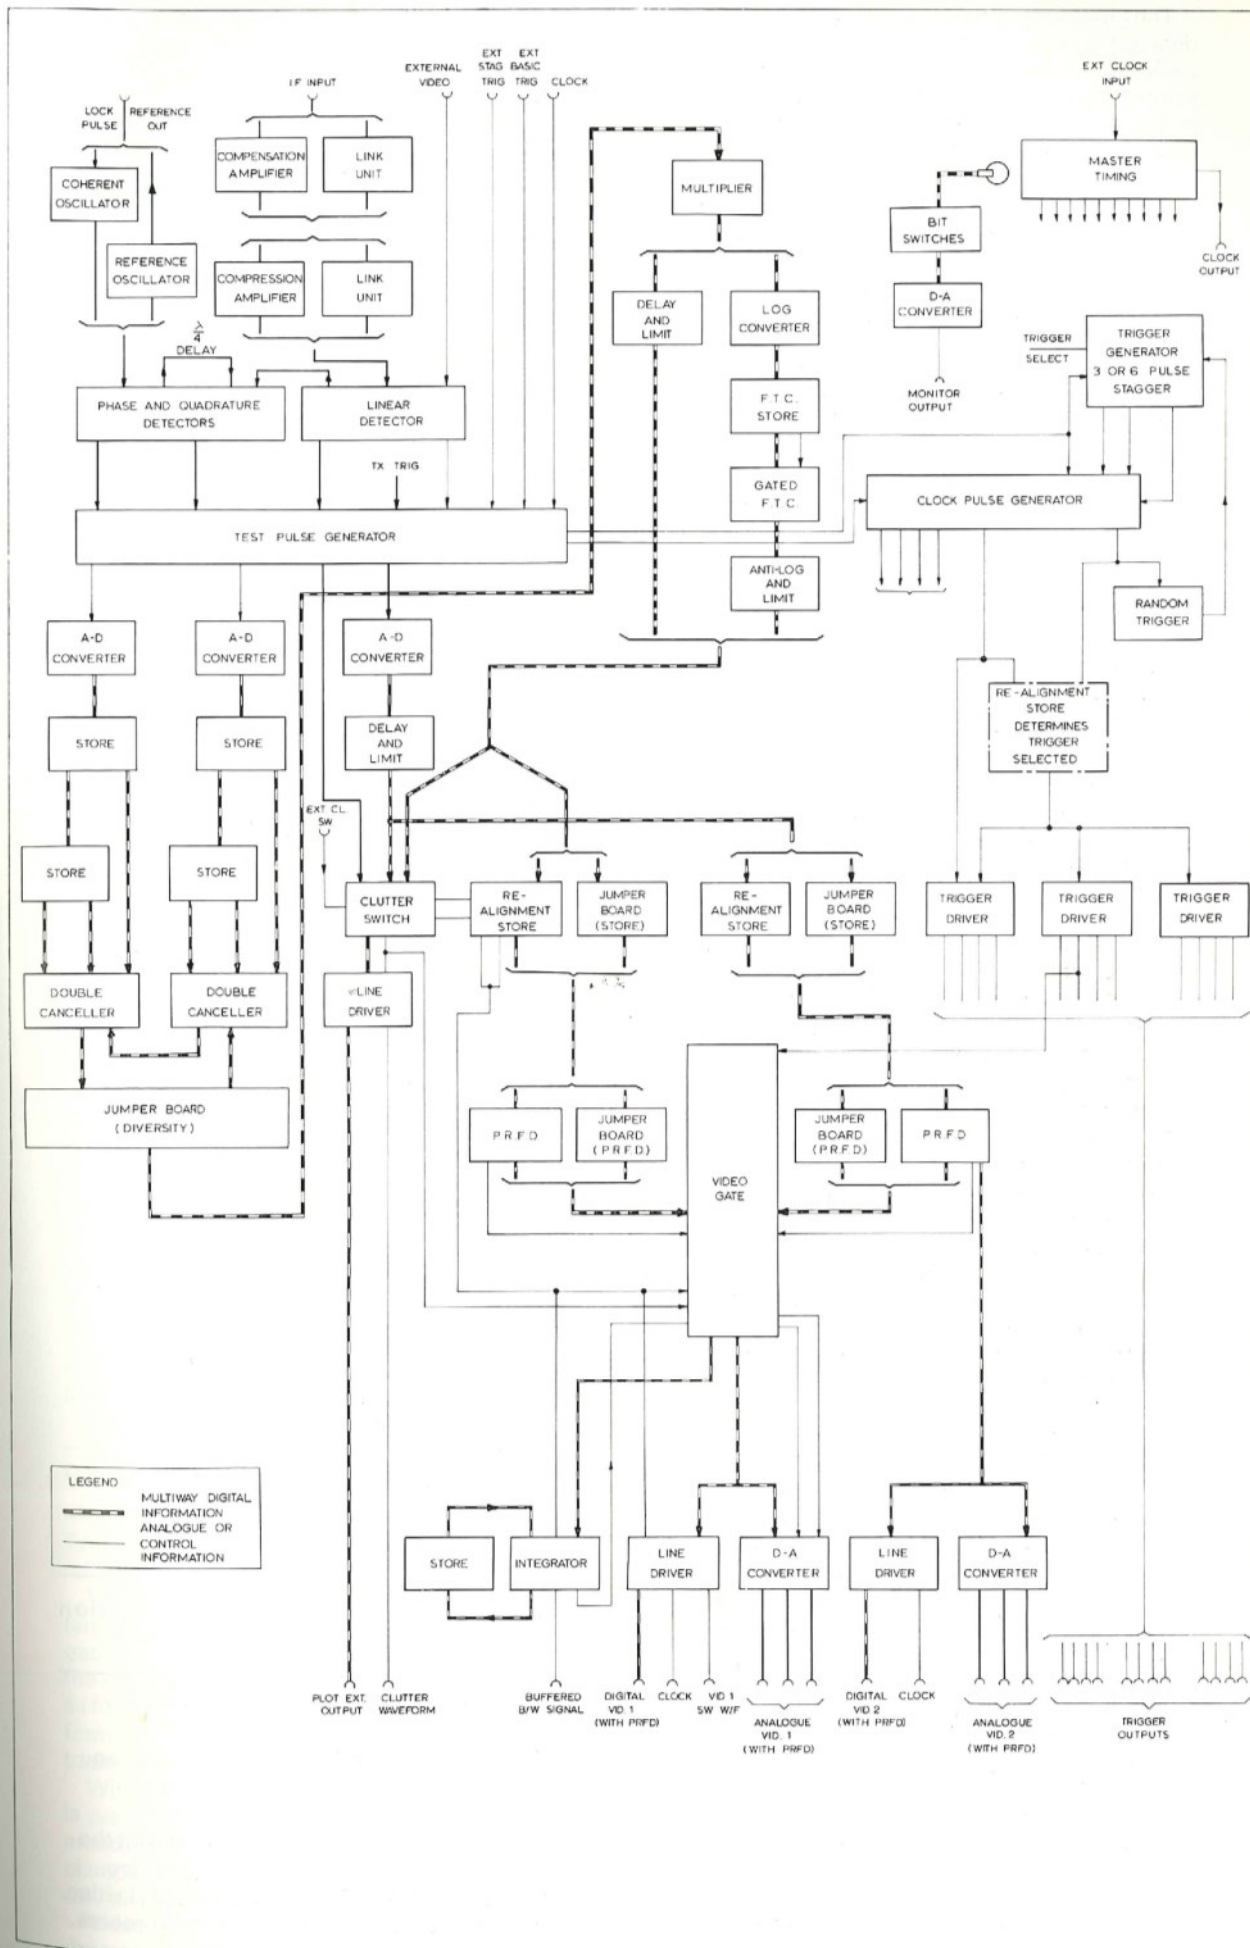 EXT EXT
STAG BASIC
TRIG TRIG CLOCK
EXTERNAL
VIDEO
I.F INPUT
LOCK
PULSE
REFERENCE
OUT
EXT CLOCK
INPUT
COHERENT
OSCILLATOR
REFERENCE
OSCILLATOR
COMPENSATION
AMPLIFIER
LINK
UNIT
COMPRESSION
AMPLIFIER
LINK
UNIT
MULTIPLIER
MASTER
TIMING
CLOCK
OUTPUT
BIT
SWITCHES
D-A
CONVERTER
MONITOR
OUTPUT
DELAY
AND
LIMIT
LOG
CONVERTER
F.T.C.
STORE
GATED
F.T.C.
ANTI-LOG
AND
LIMIT
TRIGGER
SELECT
TRIGGER
GENERATOR
3 OR 6 PULSE
STAGGER
λ/4
DELAY
PHASE AND QUADRATURE
DETECTORS
LINEAR
DETECTOR
TX TRIG
TEST PULSE GENERATOR
CLOCK PULSE GENERATOR
RANDOM
TRIGGER
A-D
CONVERTER
A-D
CONVERTER
A-D
CONVERTER
STORE
STORE
DELAY
AND
LIMIT
RE-ALIGNMENT
STORE
DETERMINES
TRIGGER
SELECTED
STORE
STORE
EXT CL.
SW
CLUTTER
SWITCH
RE-
ALIGNMENT
STORE
JUMPER
BOARD
(STORE)
RE-
ALIGNMENT
STORE
JUMPER
BOARD
(STORE)
TRIGGER
DRIVER
TRIGGER
DRIVER
TRIGGER
DRIVER
DOUBLE
CANCELLER
DOUBLE
CANCELLER
LINE
DRIVER
JUMPER BOARD
(DIVERSITY)
P.R.F.D
JUMPER
BOARD
(P.R.F.D)
VIDEO
GATE
JUMPER
BOARD
(P.R.F.D)
P.R.F.D
LEGEND
MULTIWAY DIGITAL
INFORMATION
ANALOGUE OR
CONTROL
INFORMATION
STORE
INTEGRATOR
LINE
DRIVER
D-A
CONVERTER
LINE
DRIVER
D-A
CONVERTER
PLOT EXT.
OUTPUT
CLUTTER
WAVEFORM
BUFFERED
B/W SIGNAL
DIGITAL
VID. 1
(WITH PRFD)
CLOCK
VID 1
SW W/F
ANALOGUE
VID. 1
(WITH PRFD)
DIGITAL
VID 2
(WITH PRFD)
CLOCK
ANALOGUE
VID. 2
(WITH PRFD)
TRIGGER
OUTPUTS